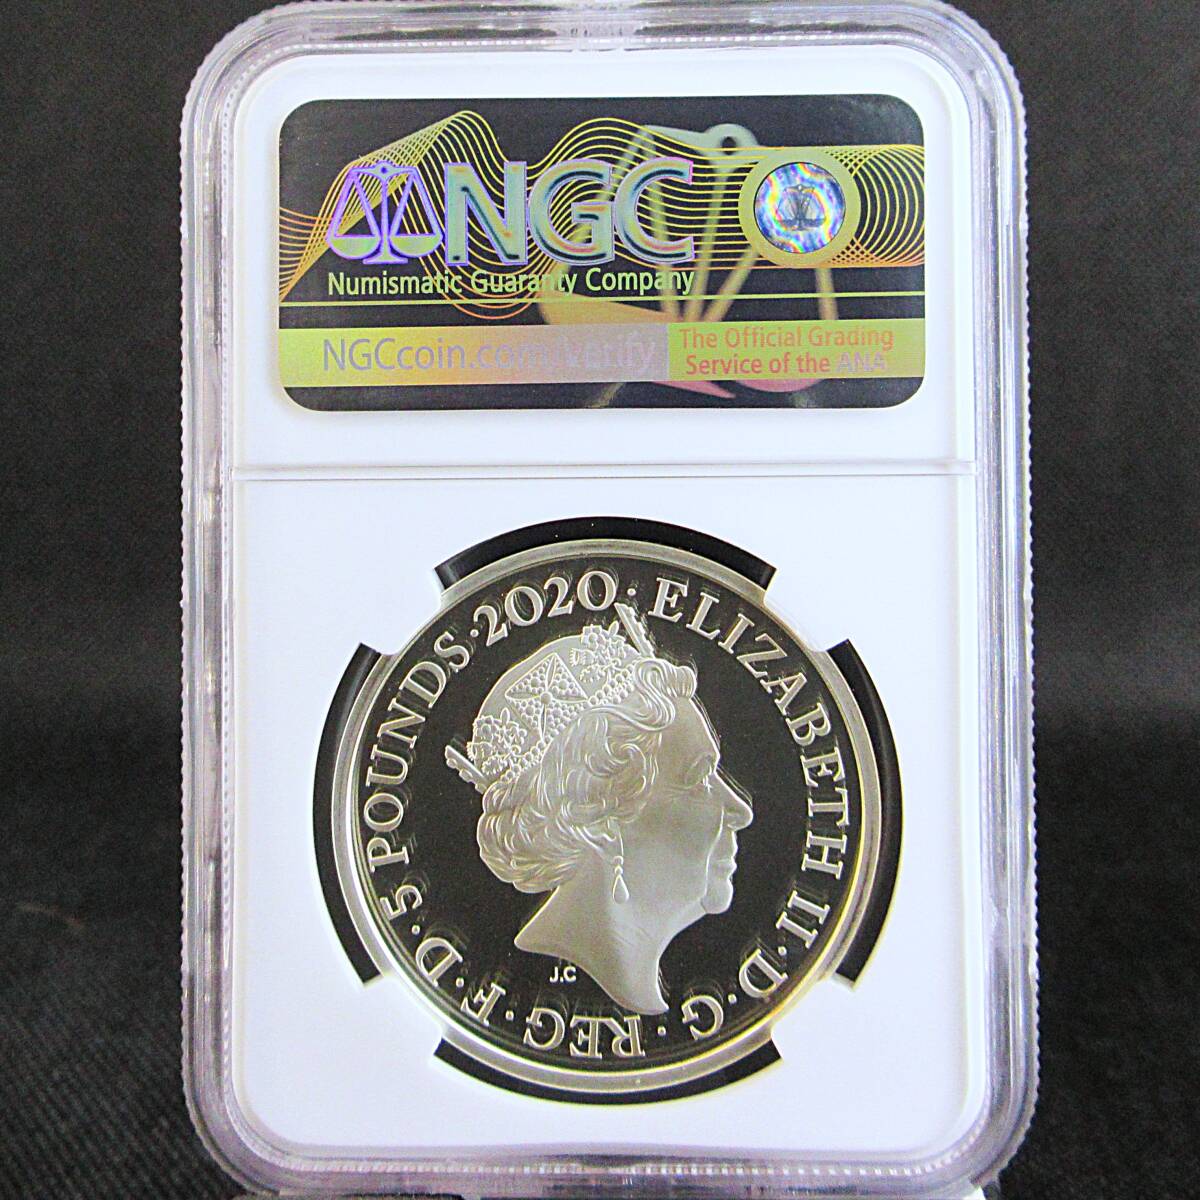 NGC
Numismatic Guaranty Company
NGCcoin.com/verify
The Official Grading
Service of the ANA
ELIZABETH II · D · G · REG · F · D · 5 POUNDS · 2020 ·
J.C